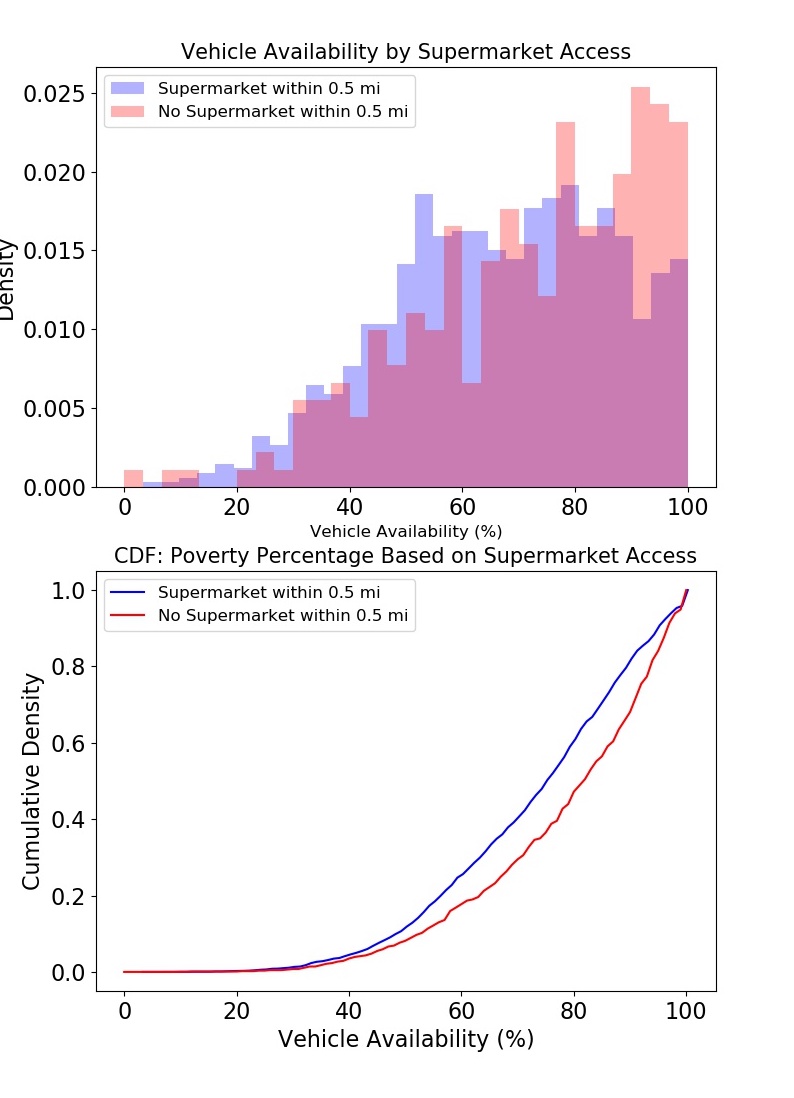 Vehicle Availability by Supermarket Access
Supermarket within 0.5 mi
No Supermarket within 0.5 mi
Density
0.025
0.020
0.015
0.010
0.005
0.000
0 20 40 60 80 100
Vehicle Availability (%)
CDF: Poverty Percentage Based on Supermarket Access
Supermarket within 0.5 mi
No Supermarket within 0.5 mi
Cumulative Density
1.0
0.8
0.6
0.4
0.2
0.0
0 20 40 60 80 100
Vehicle Availability (%)